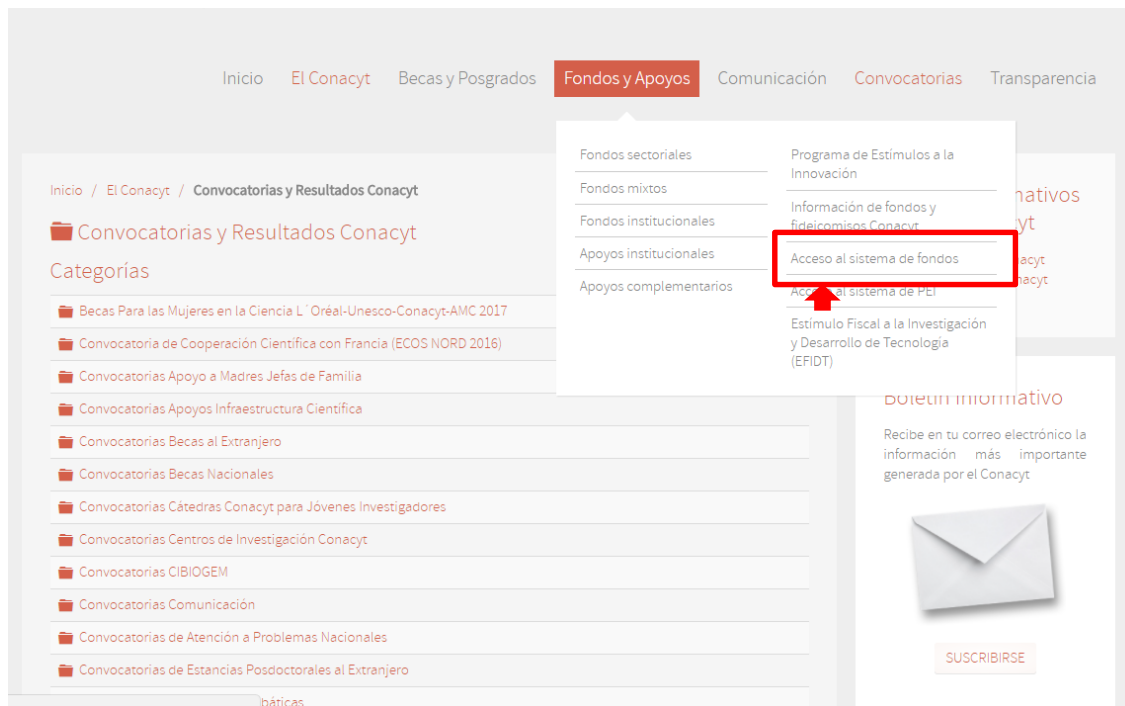 Inicio El Conacyt Becas y Posgrados Fondos y Apoyos Comunicación Convocatorias Transparencia
Fondos sectoriales
Fondos mixtos
Fondos institucionales
Apoyos institucionales
Apoyos complementarios
Programa de Estímulos a la
Innovación
Información de fondos y
fideicomisos Conacyt
Acceso al sistema de fondos
Acceso al sistema de PEI
Estímulo Fiscal a la Investigación
y Desarrollo de Tecnología
(EFIDT)
Inicio / El Conacyt / Convocatorias y Resultados Conacyt
Convocatorias y Resultados Conacyt
Categorías
Becas Para las Mujeres en la Ciencia L´Oréal-Unesco-Conacyt-AMC 2017
Convocatoria de Cooperación Científica con Francia (ECOS NORD 2016)
Convocatorias Apoyo a Madres Jefas de Familia
Convocatorias Apoyos Infraestructura Científica
Convocatorias Becas al Extranjero
Convocatorias Becas Nacionales
Convocatorias Cátedras Conacyt para Jóvenes Investigadores
Convocatorias Centros de Investigación Conacyt
Convocatorias CIBIOGEM
Convocatorias Comunicación
Convocatorias de Atención a Problemas Nacionales
Convocatorias de Estancias Posdoctorales al Extranjero
Boletín Informativo
Recibe en tu correo electrónico la
información más importante
generada por el Conacyt
SUSCRIBIRSE